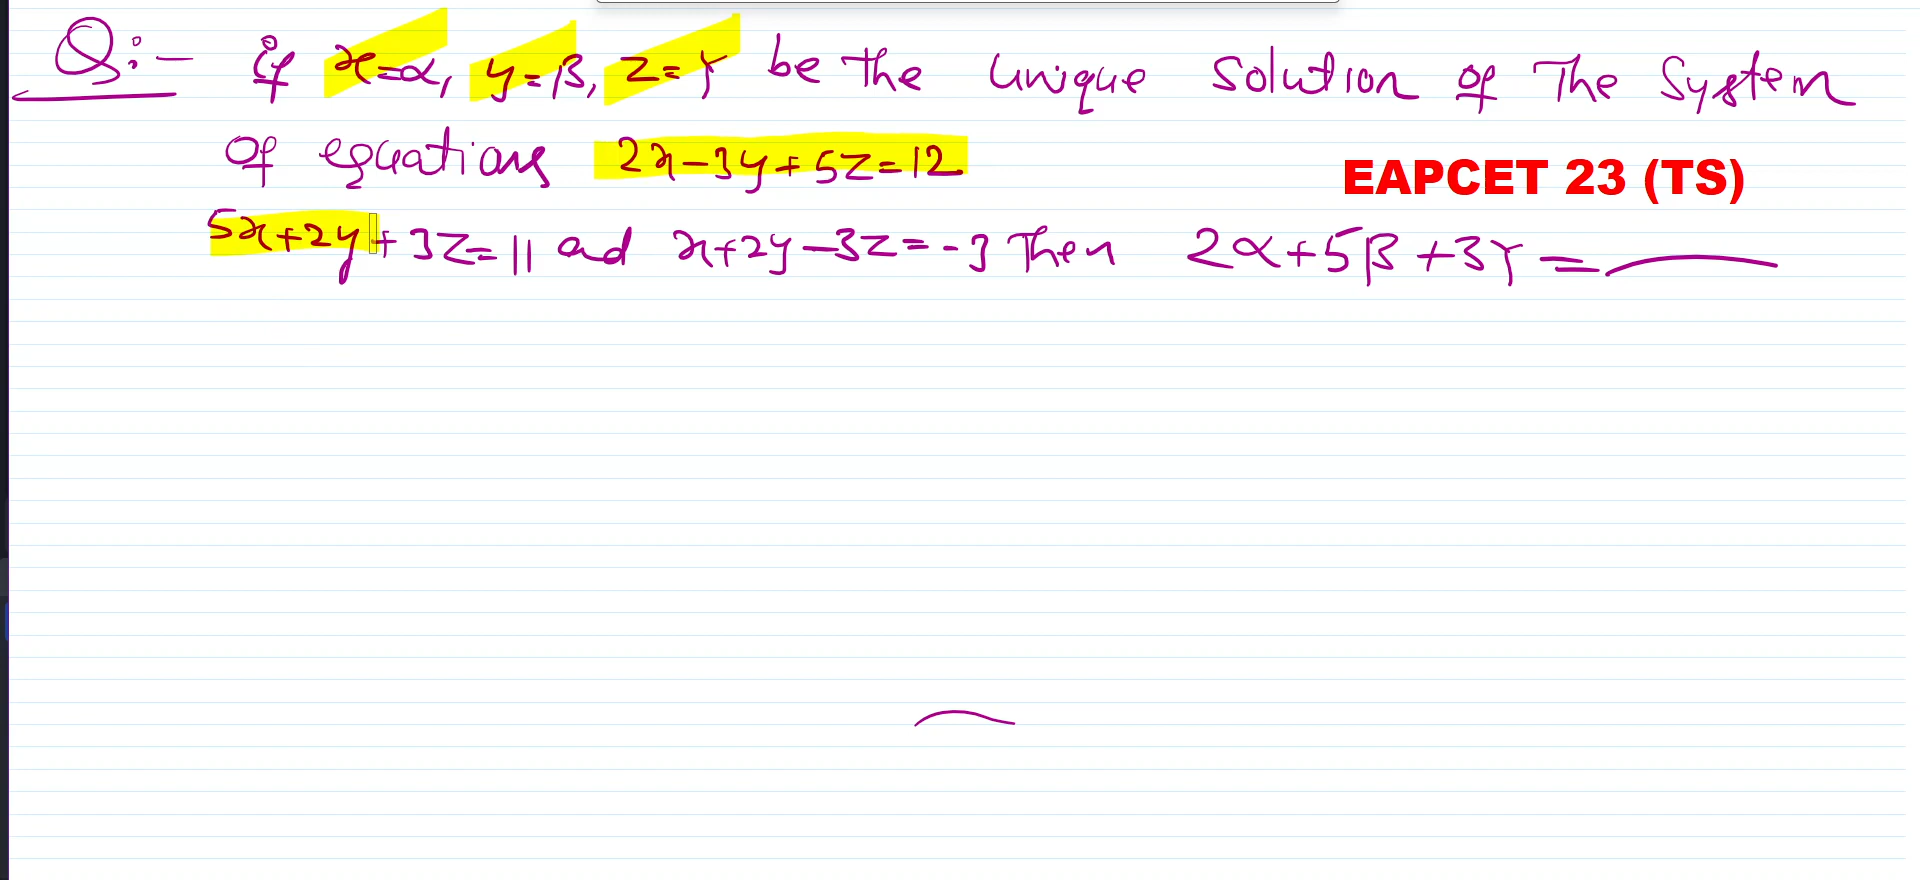 Q:- if x=α, y=β, z=γ be the unique solution of the System
of equations 2x-3y+5z=12
EAPCET 23 (TS)
5x+2y+3z=11 and x+2y-3z=-3 Then 2α+5β+3γ=